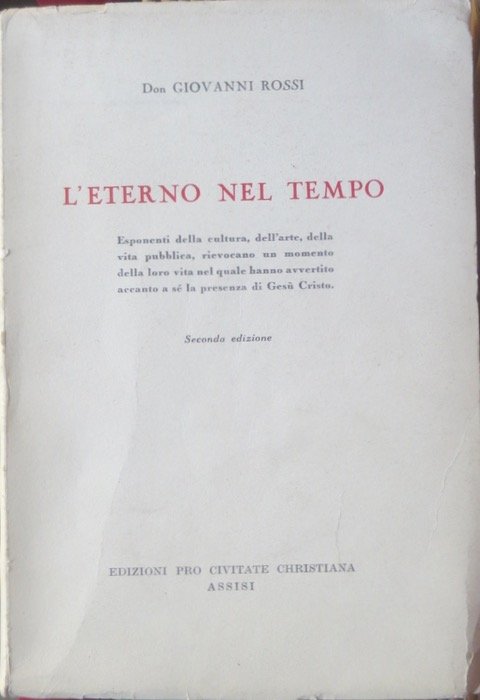 Don GIOVANNI ROSSI
L'ETERNO NEL TEMPO
Esponenti della cultura, dell'arte, della
vita pubblica, rievocano un momento
della loro vita nel quale hanno avvertito
accanto a sé la presenza di Gesù Cristo.
Seconda edizione
EDIZIONI PRO CIVITATE CHRISTIANA
ASSISI